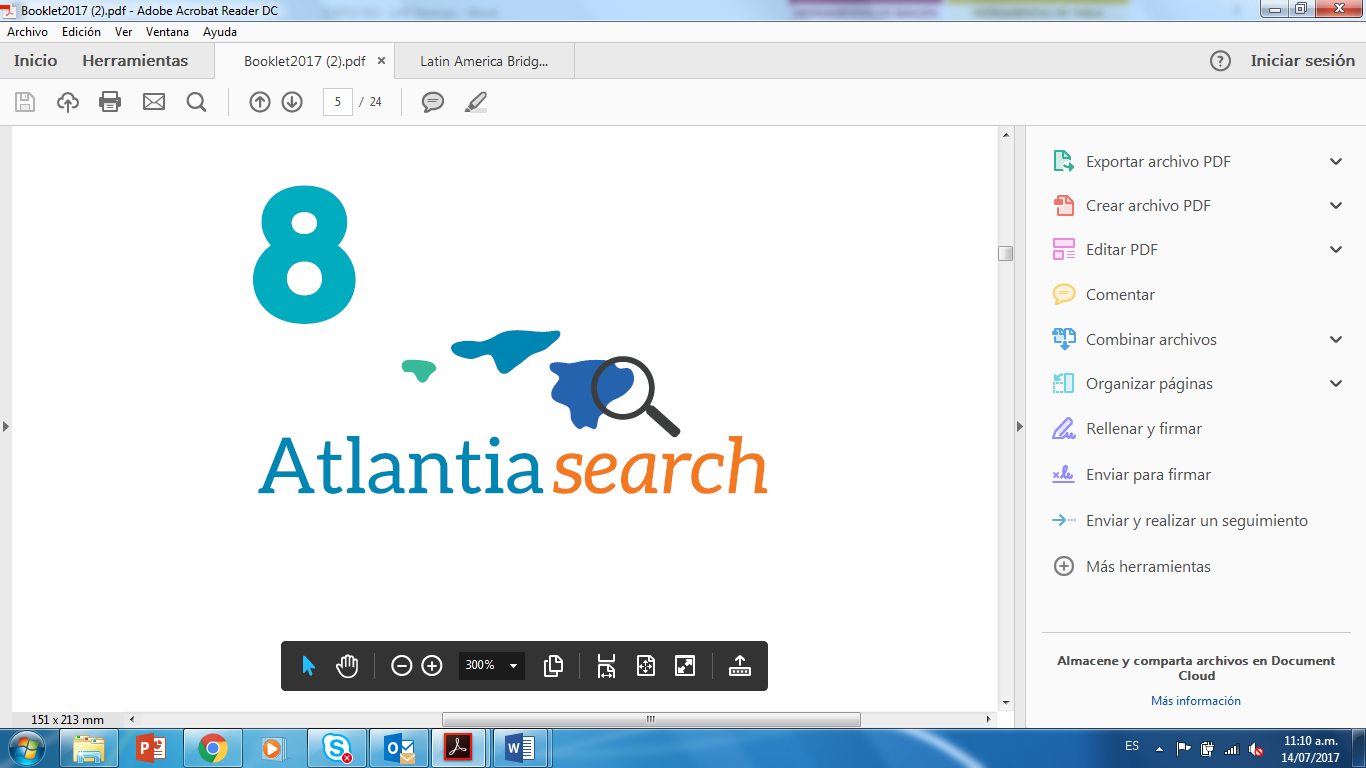 Booklet2017 (2).pdf - Adobe Acrobat Reader DC
Archivo Edición Ver Ventana Ayuda
Inicio Herramientas Booklet2017 (2).pdf × Latin America Bridg... ? Iniciar sesión
5 / 24
8
Atlantia search
Exportar archivo PDF
Crear archivo PDF
Editar PDF
Comentar
Combinar archivos
Organizar páginas
Rellenar y firmar
Enviar para firmar
Enviar y realizar un seguimiento
Más herramientas
Almacene y comparta archivos en Document
Cloud
Más información
300%
151 x 213 mm
ES
11:10 a.m.
14/07/2017